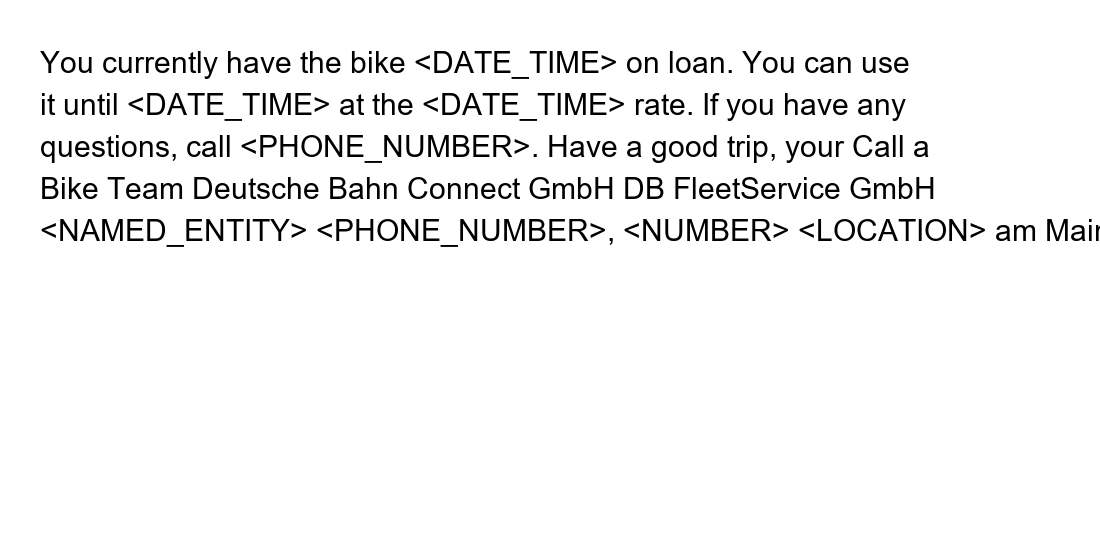 You currently have the bike <DATE_TIME> on loan. You can use
it until <DATE_TIME> at the <DATE_TIME> rate. If you have any
questions, call <PHONE_NUMBER>. Have a good trip, your Call a
Bike Team Deutsche Bahn Connect GmbH DB FleetService GmbH
<NAMED_ENTITY> <PHONE_NUMBER>, <NUMBER> <LOCATION> am